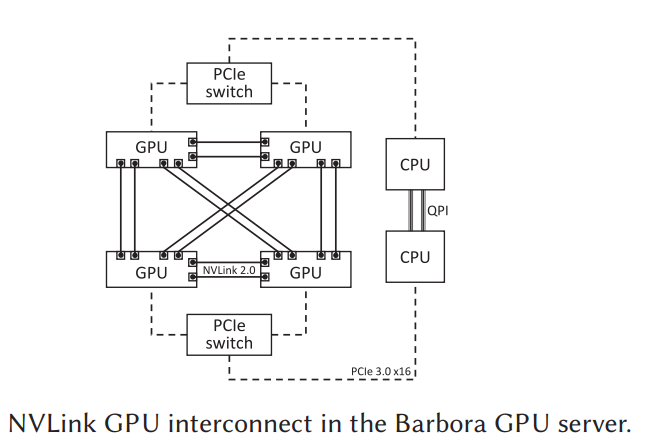 PCIe
switch
GPU
GPU
CPU
QPI
CPU
GPU
NVLink 2.0
GPU
PCIe
switch
PCIe 3.0 x16
NVLink GPU interconnect in the Barbora GPU server.